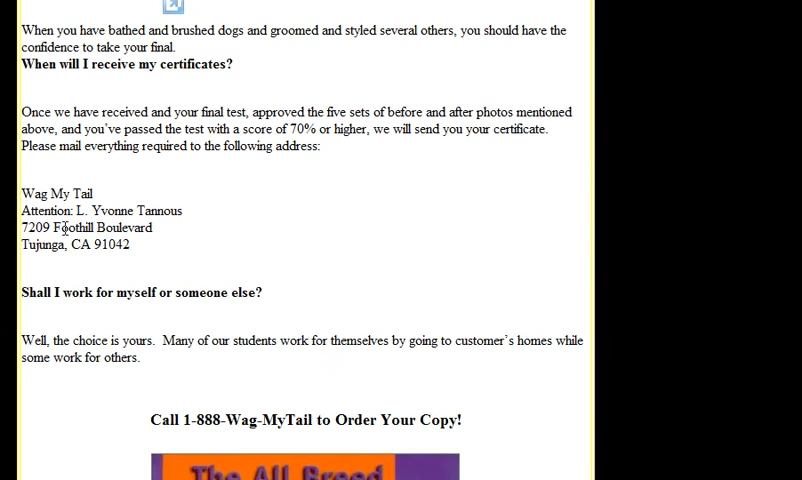 When you have bathed and brushed dogs and groomed and styled several others, you should have the
confidence to take your final.
When will I receive my certificates?
Once we have received and your final test, approved the five sets of before and after photos mentioned
above, and you've passed the test with a score of 70% or higher, we will send you your certificate.
Please mail everything required to the following address:
Wag My Tail
Attention: L. Yvonne Tannous
7209 Foothill Boulevard
Tujunga, CA 91042
Shall I work for myself or someone else?
Well, the choice is yours.  Many of our students work for themselves by going to customer's homes while
some work for others.
Call 1-888-Wag-MyTail to Order Your Copy!
The All Breed